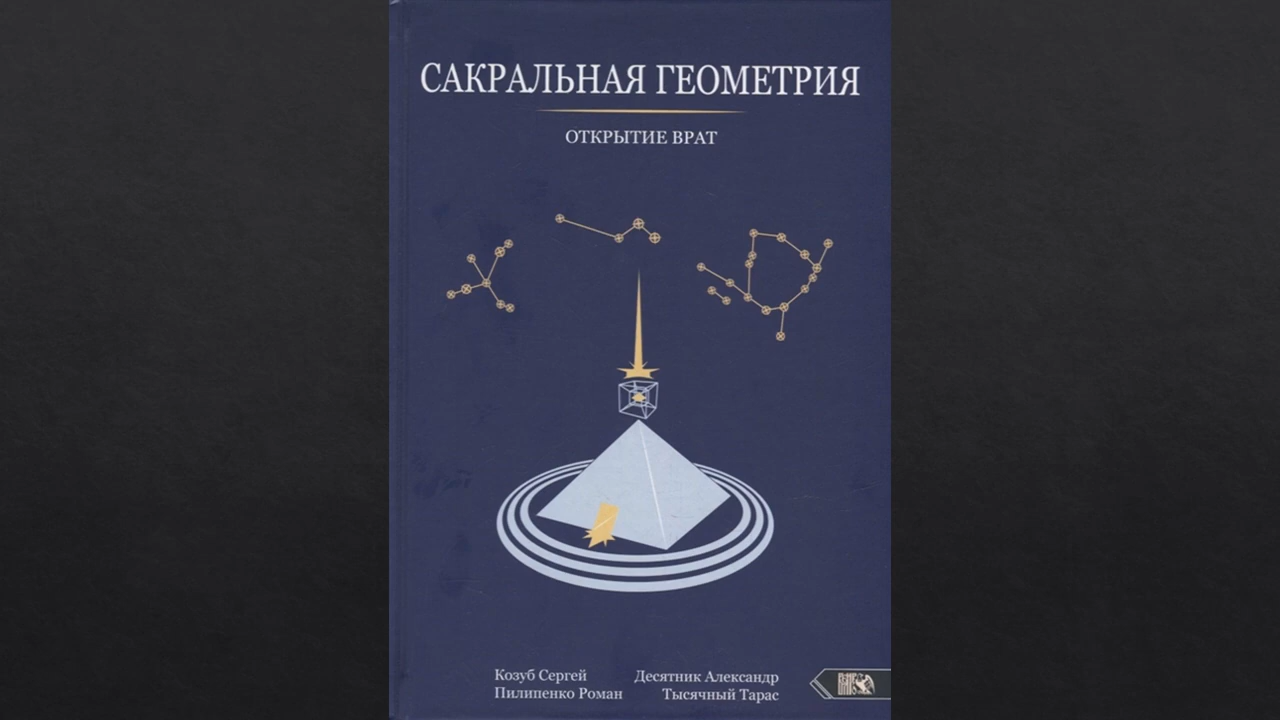 САКРАЛЬНАЯ ГЕОМЕТРИЯ
ОТКРЫТИЕ ВРАТ
Козуб Сергей Десятник Александр
Пилипенко Роман Тысячный Тарас